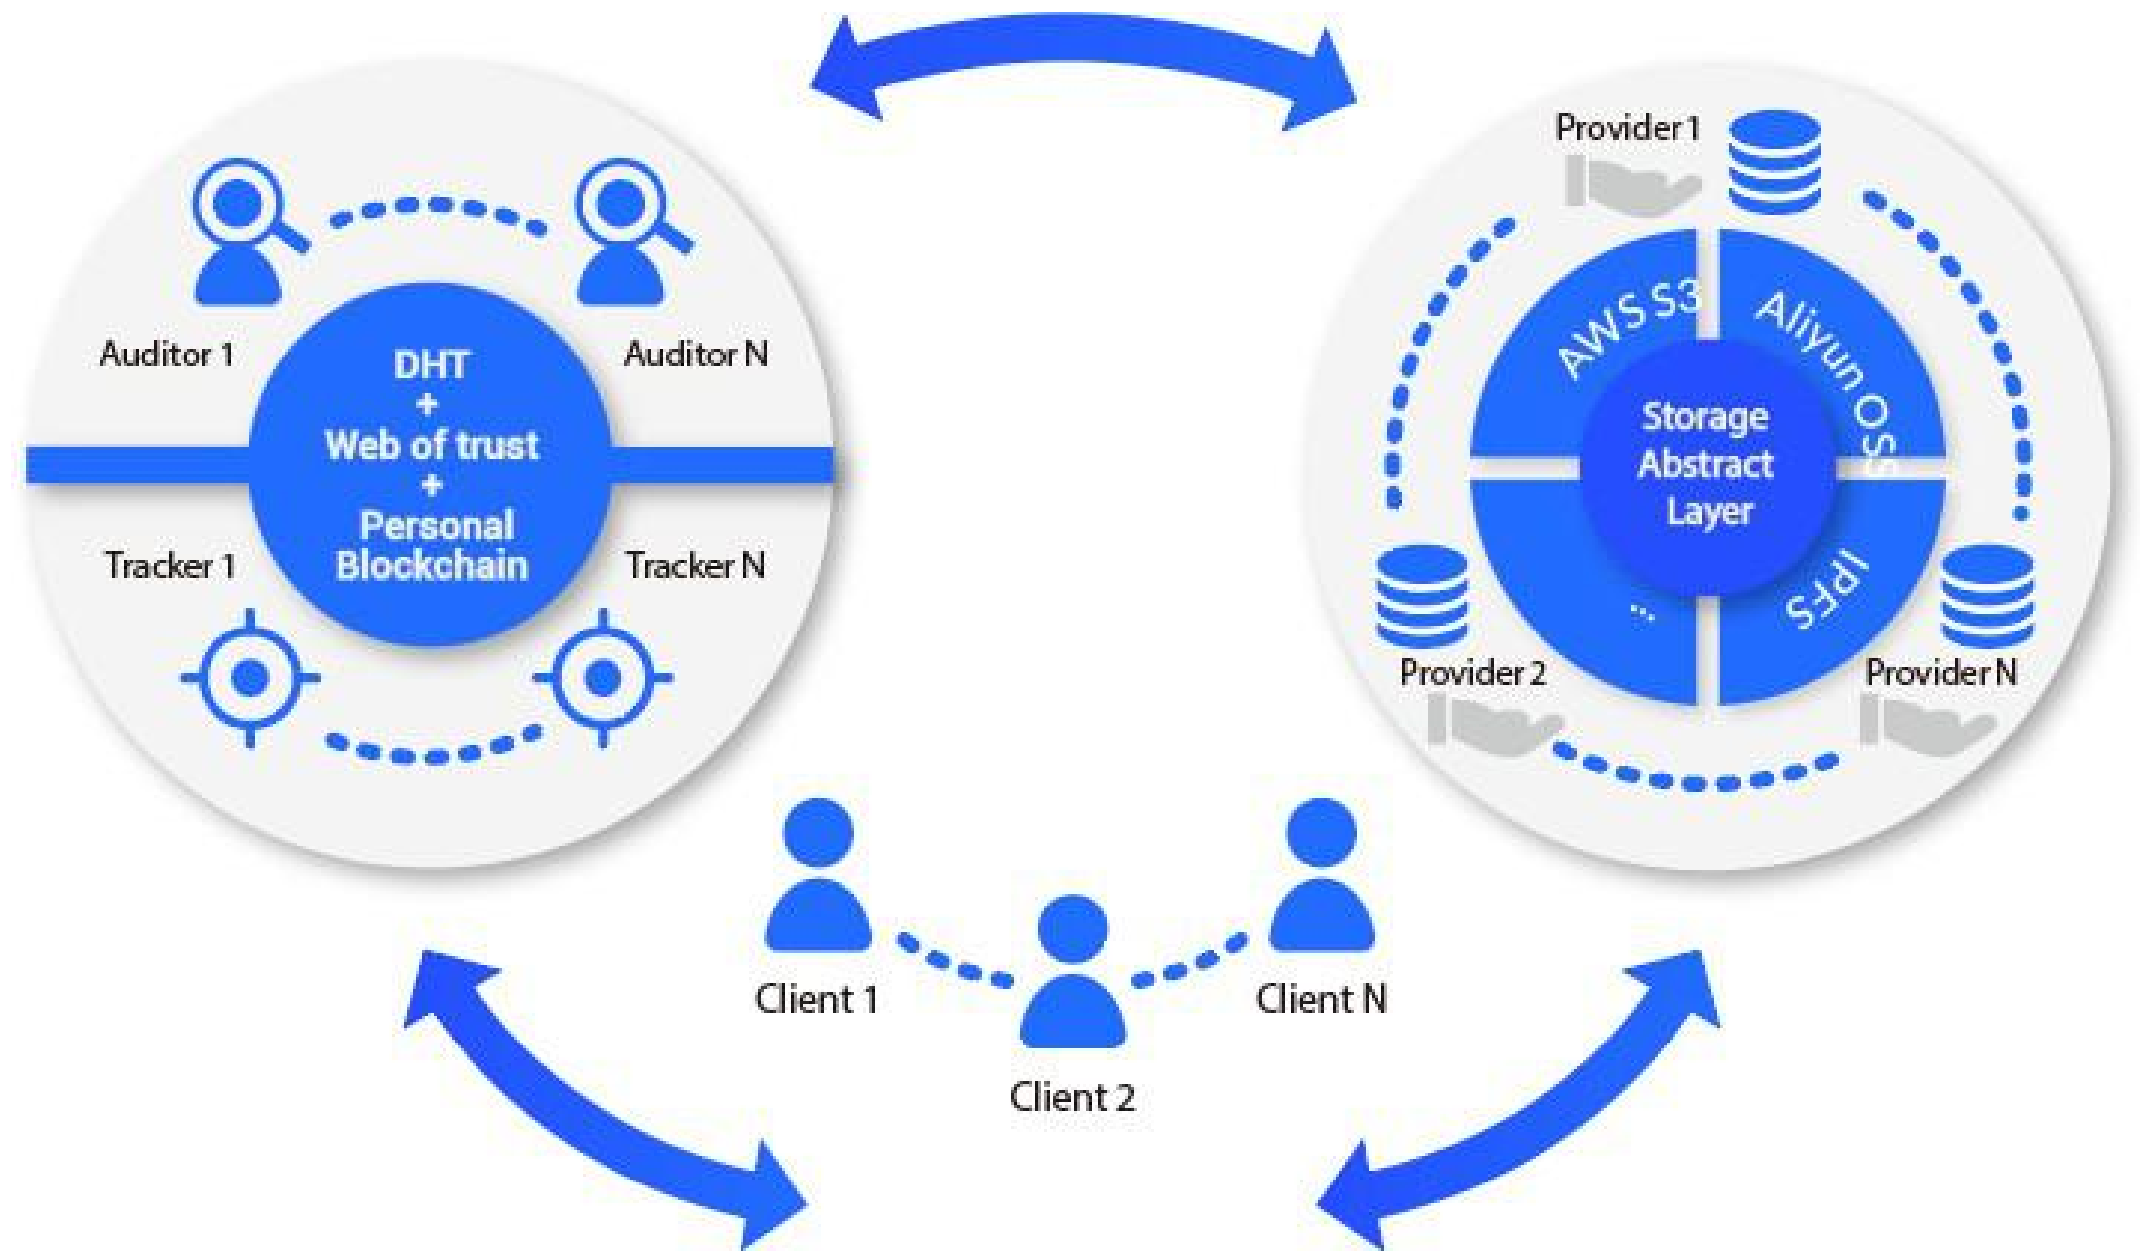 Auditor 1
Auditor N
DHT
+
Web of trust
+
Personal
Blockchain
Tracker 1
Tracker N
Provider 1
AWS S3
Aliyun OSS
Storage
Abstract
Layer
...
IPFS
Provider 2
Provider N
Client 1
Client 2
Client N